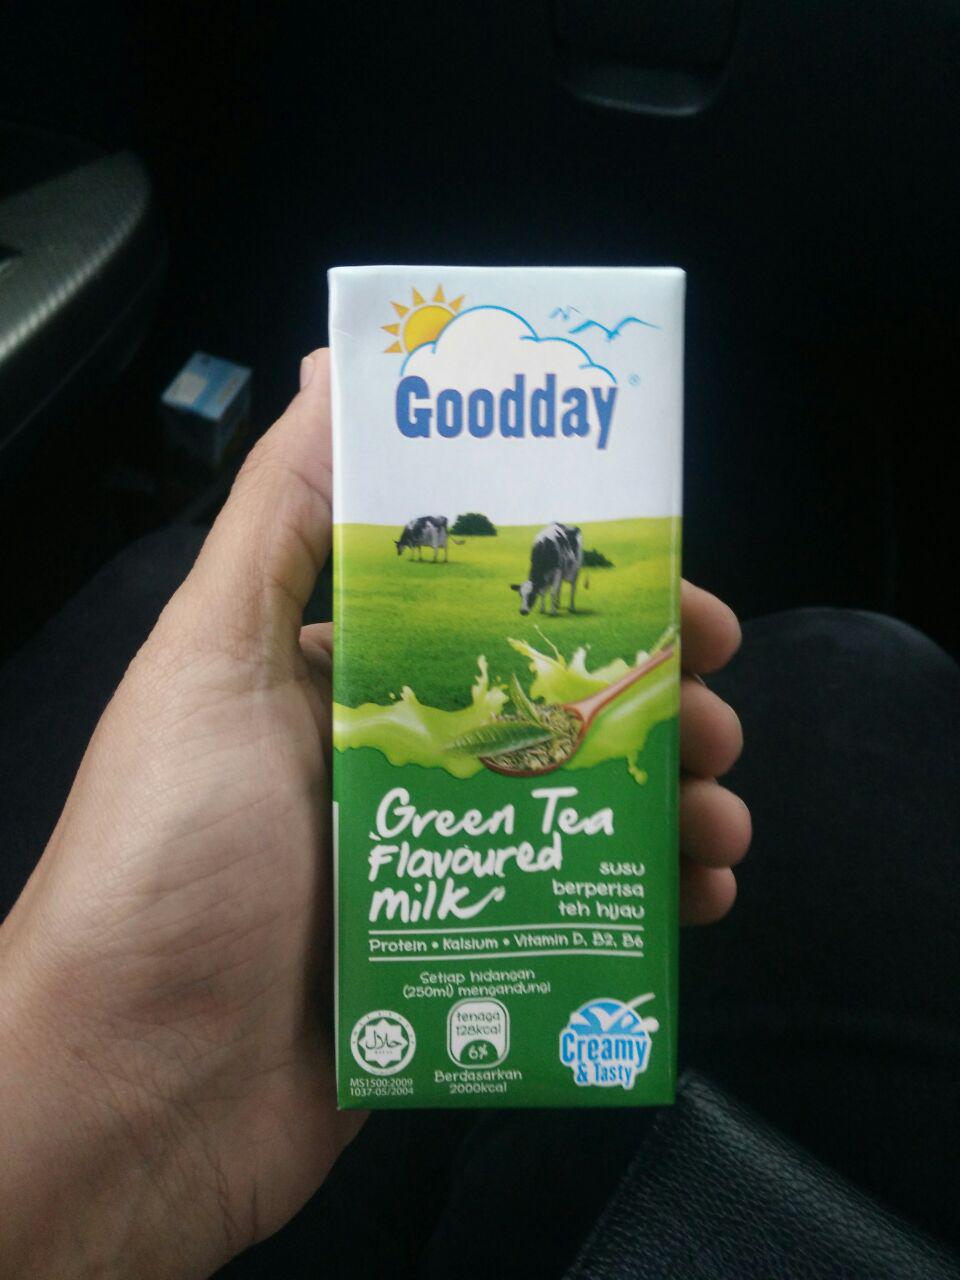 Goodday
®
Green Tea
Flavoured
milk
susu
berperisa
teh hijau
Protein • Kalsium • Vitamin D, B2, B6
Setiap hidangan
(250ml) mengandungi
tenaga
128kcal
6%
Berdasarkan
2000kcal
حلال
MS1500:2009
1037-05/2004
Creamy
& Tasty